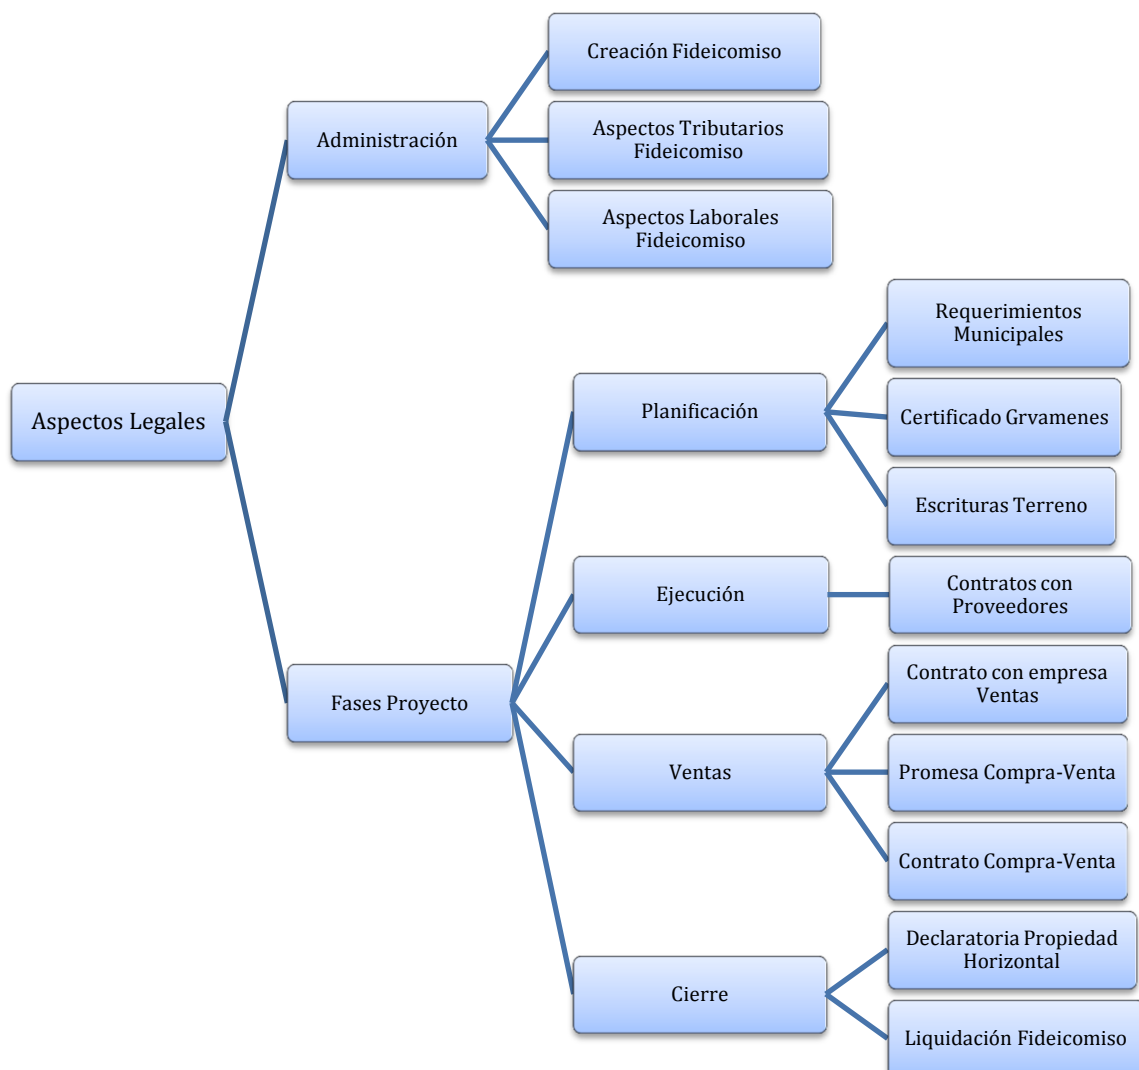 Creación Fideicomiso
Administración
Aspectos Tributarios
Fideicomiso
Aspectos Laborales
Fideicomiso
Aspectos Legales
Fases Proyecto
Planificación
Requerimientos
Municipales
Certificado Grvamenes
Escrituras Terreno
Ejecución
Contratos con
Proveedores
Ventas
Contrato con empresa
Ventas
Promesa Compra-Venta
Contrato Compra-Venta
Cierre
Declaratoria Propiedad
Horizontal
Liquidación Fideicomiso